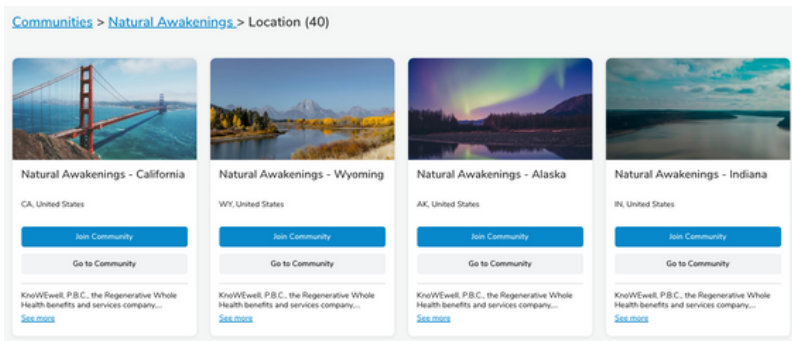 Communities > Natural Awakenings > Location (40)
Natural Awakenings - California
CA, United States
Join Community
Go to Community
KnoWEwell, P.B.C., the Regenerative Whole
Health benefits and services company,...
See more
Natural Awakenings - Wyoming
WY, United States
Join Community
Go to Community
KnoWEwell, P.B.C., the Regenerative Whole
Health benefits and services company,...
See more
Natural Awakenings - Alaska
AK, United States
Join Community
Go to Community
KnoWEwell, P.B.C., the Regenerative Whole
Health benefits and services company,...
See more
Natural Awakenings - Indiana
IN, United States
Join Community
Go to Community
KnoWEwell, P.B.C., the Regenerative Whole
Health benefits and services company,...
See more